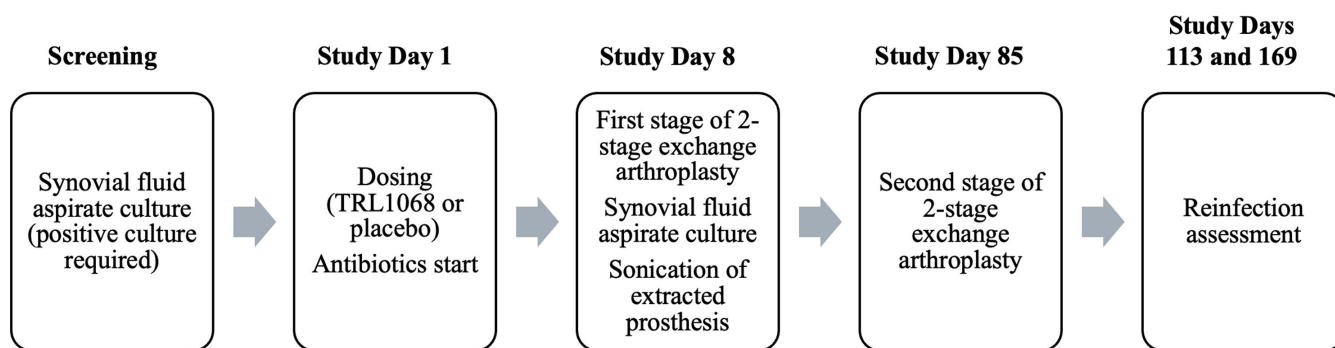 Screening
Synovial fluid
aspirate culture
(positive culture
required)
Study Day 1
Dosing
(TRL1068 or
placebo)
Antibiotics start
Study Day 8
First stage of 2-
stage exchange
arthroplasty
Synovial fluid
aspirate culture
Sonication of
extracted
prosthesis
Study Day 85
Second stage of
2-stage
exchange
arthroplasty
Study Days
113 and 169
Reinfection
assessment